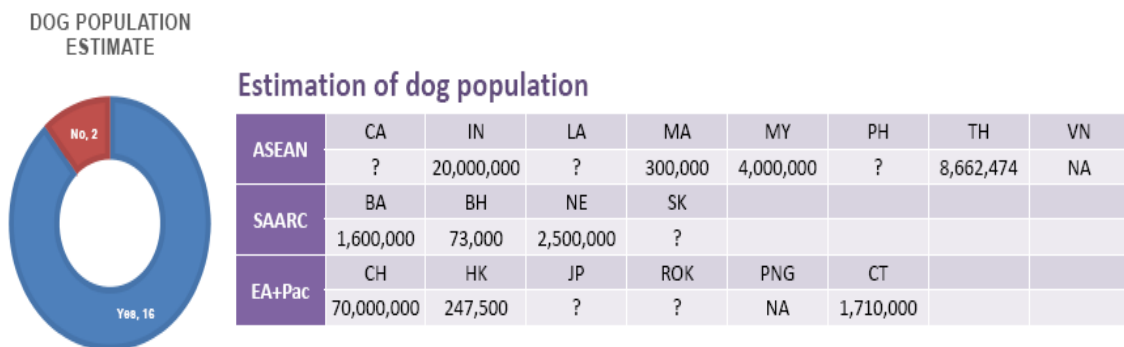 DOG POPULATION
ESTIMATE
No, 2
Yes, 16
Estimation of dog population
ASEAN CA IN LA MA MY PH TH VN
? 20,000,000 ? 300,000 4,000,000 ? 8,662,474 NA
SAARC BA BH NE SK
1,600,000 73,000 2,500,000 ?
EA+Pac CH HK JP ROK PNG CT
70,000,000 247,500 ? ? NA 1,710,000